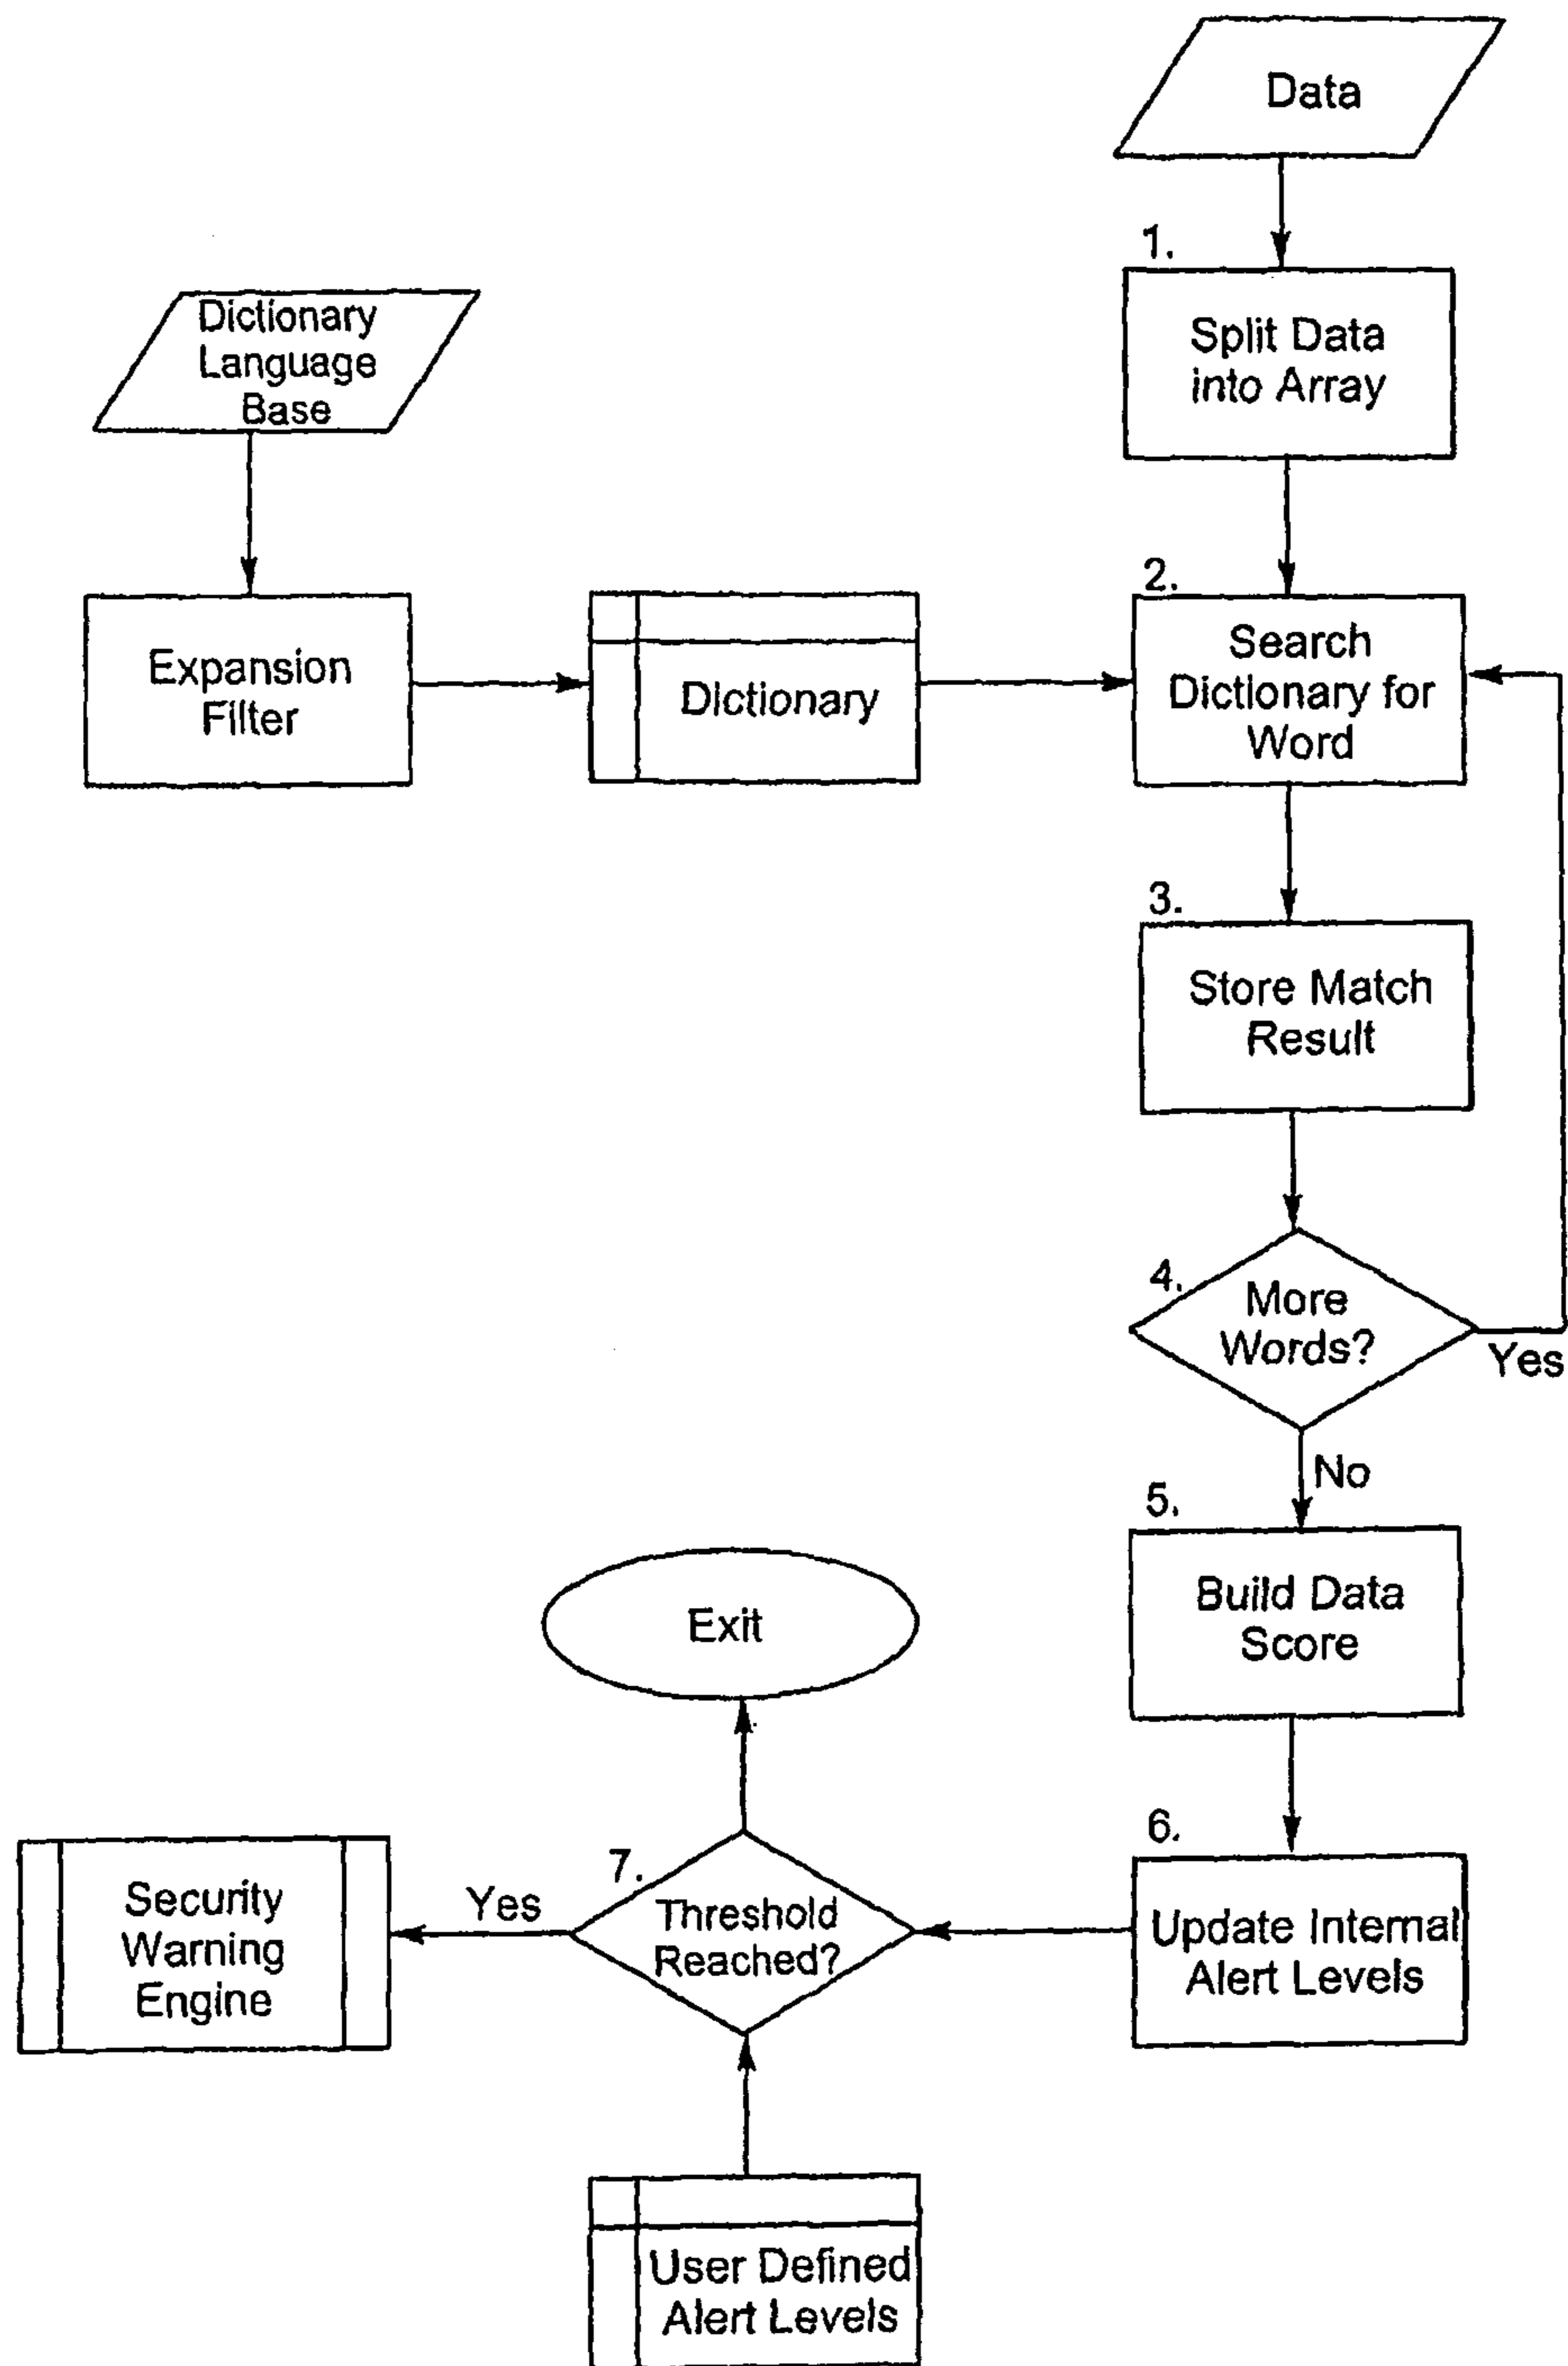 Data
1.
Split Data
into Array
Dictionary
Language
Base
Expansion
Filter
Dictionary
2.
Search
Dictionary for
Word
3.
Store Match
Result
4.
More
Words?
Yes
No
5.
Build Data
Score
Exit
6.
Update Internal
Alert Levels
7.
Threshold
Reached?
Yes
Security
Warning
Engine
User Defined
Alert Levels